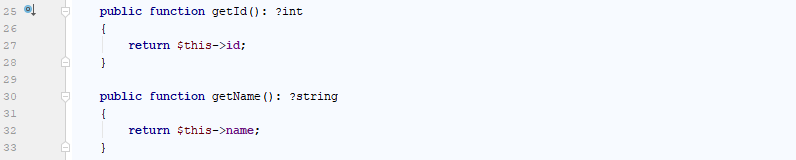 25 public function getId(): ?int
26 {
27 return $this->id;
28 }
29
30 public function getName(): ?string
31 {
32 return $this->name;
33 }